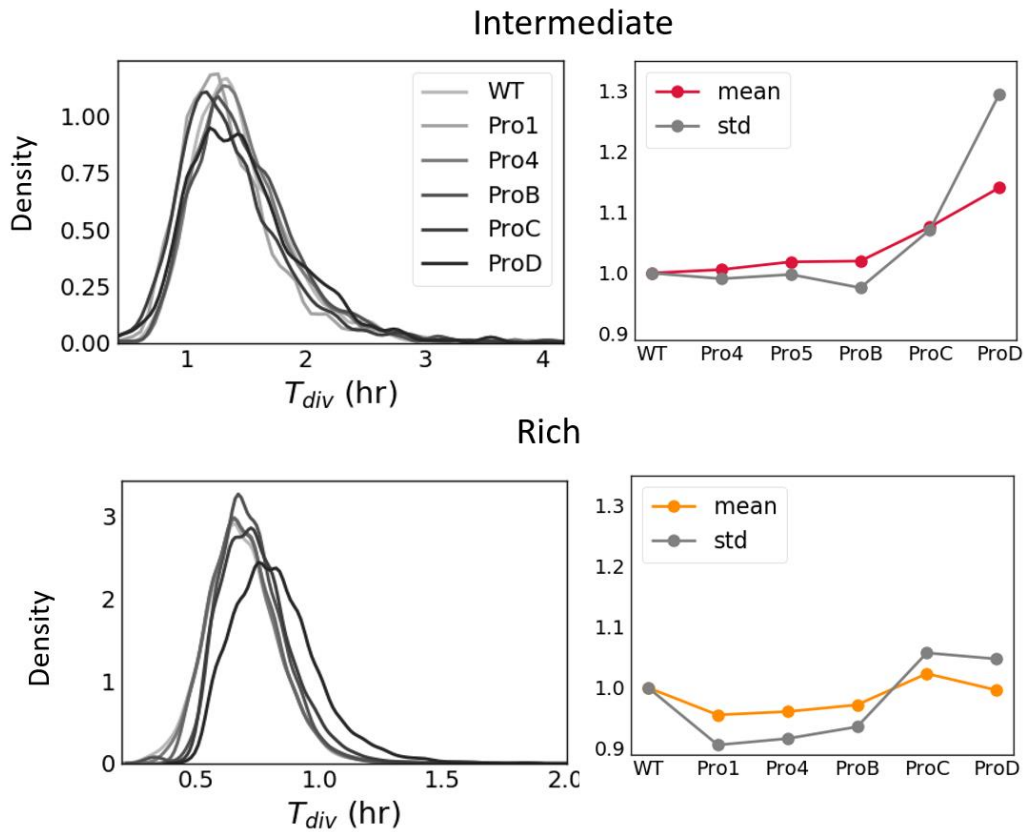 Intermediate
Density
1.00
0.75
0.50
0.25
0.00
WT
Pro1
Pro4
ProB
ProC
ProD
1 2 3 4
T_div (hr)
mean
std
1.3
1.2
1.1
1.0
0.9
WT Pro4 Pro5 ProB ProC ProD
Rich
Density
3
2
1
0
0.5 1.0 1.5 2.0
T_div (hr)
mean
std
1.3
1.2
1.1
1.0
0.9
WT Pro1 Pro4 ProB ProC ProD